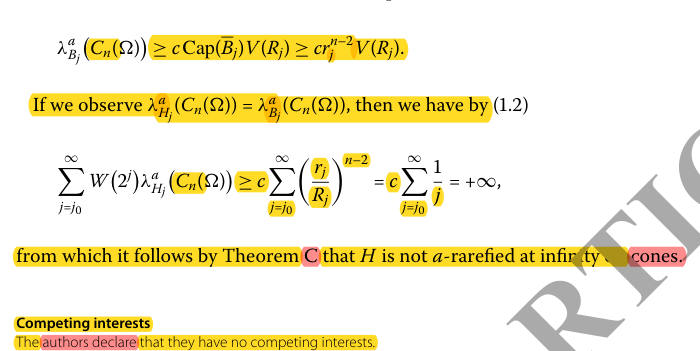 λ^a_{B_j}(C_n(Ω)) ≥ c Cap(B̅_j)V(R_j) ≥ cr_j^{n−2}V(R_j).
If we observe λ^a_{H_j}(C_n(Ω)) = λ^a_{B_j}(C_n(Ω)), then we have by (1.2)
∑_{j=j_0}^∞ W(2^j)λ^a_{H_j}(C_n(Ω)) ≥ c ∑_{j=j_0}^∞ (r_j/R_j)^{n−2} = c ∑_{j=j_0}^∞ 1/j = +∞,
from which it follows by Theorem C that H is not a-rarefied at infinity cones.
Competing interests
The authors declare that they have no competing interests.
RTIC